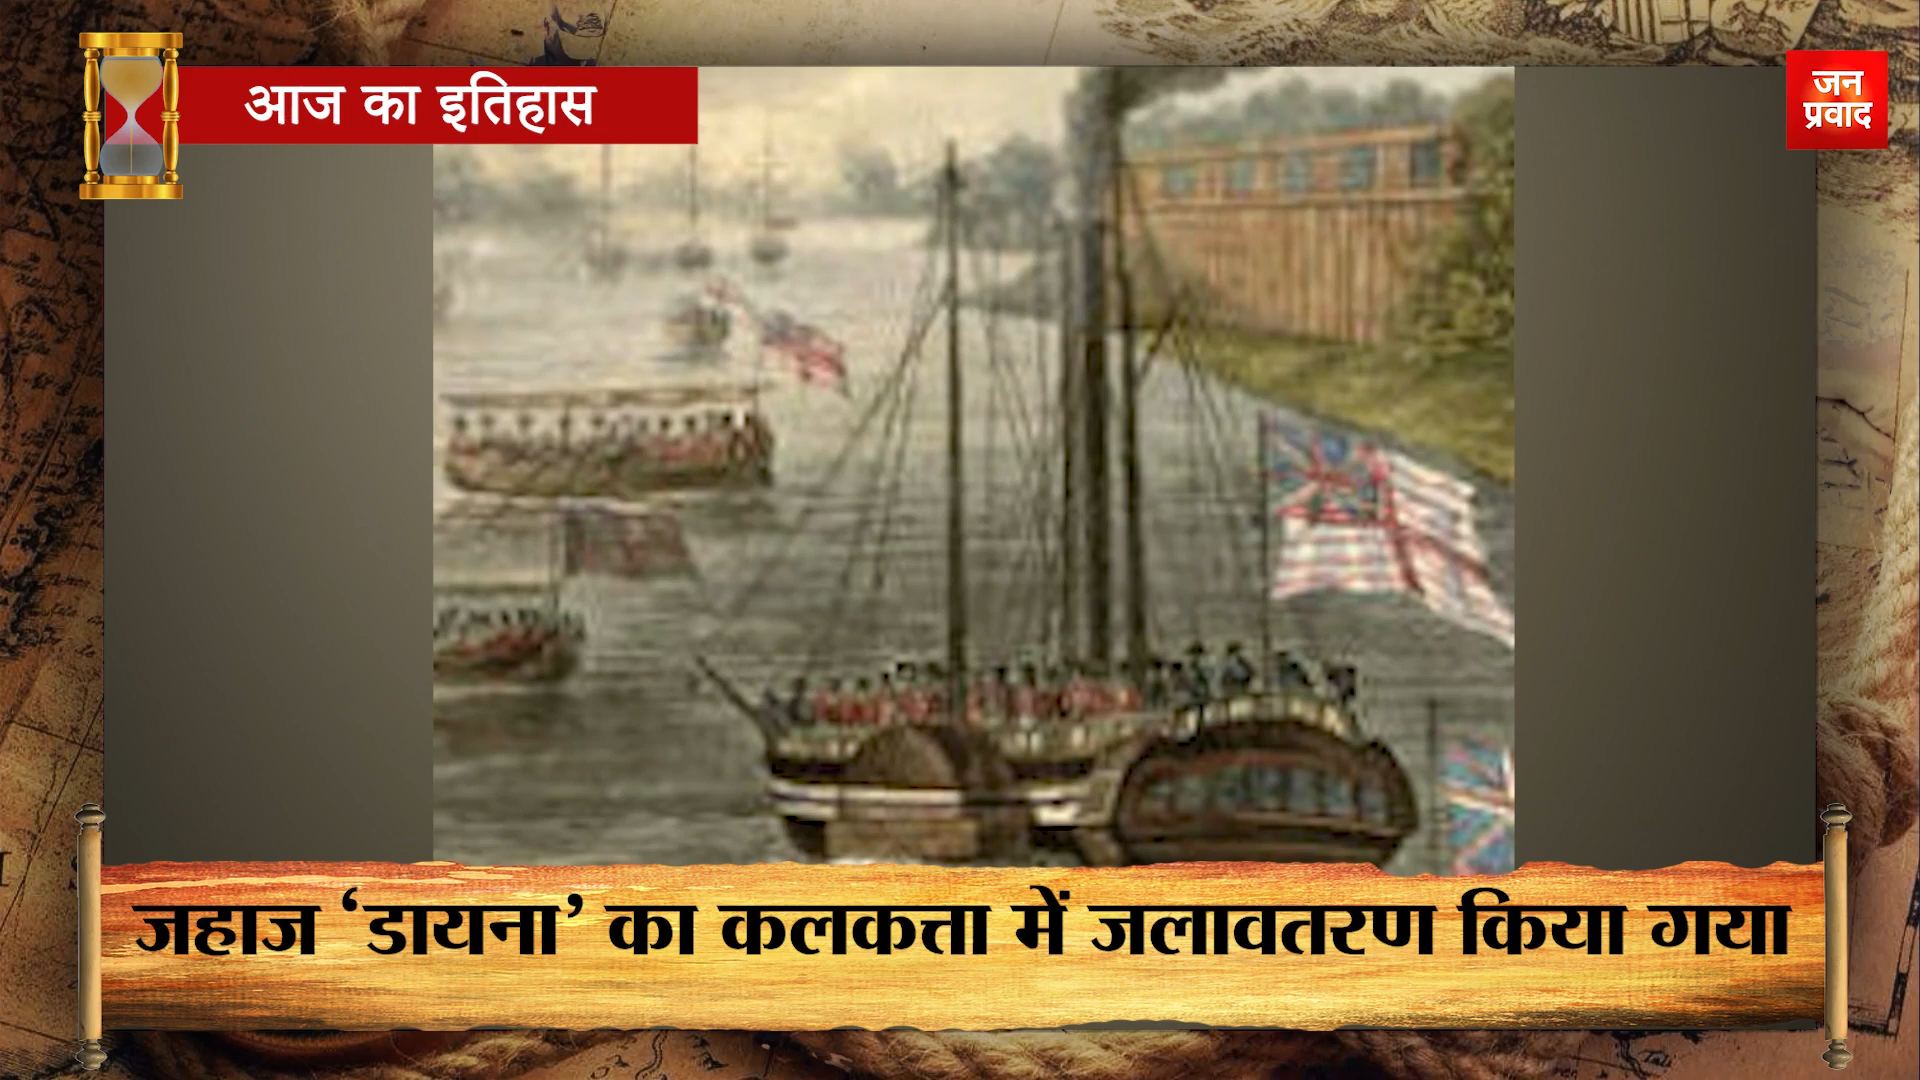 आज का इतिहास
जन
प्रवाद
जहाज ‘डायना’ का कलकत्ता में जलावतरण किया गया